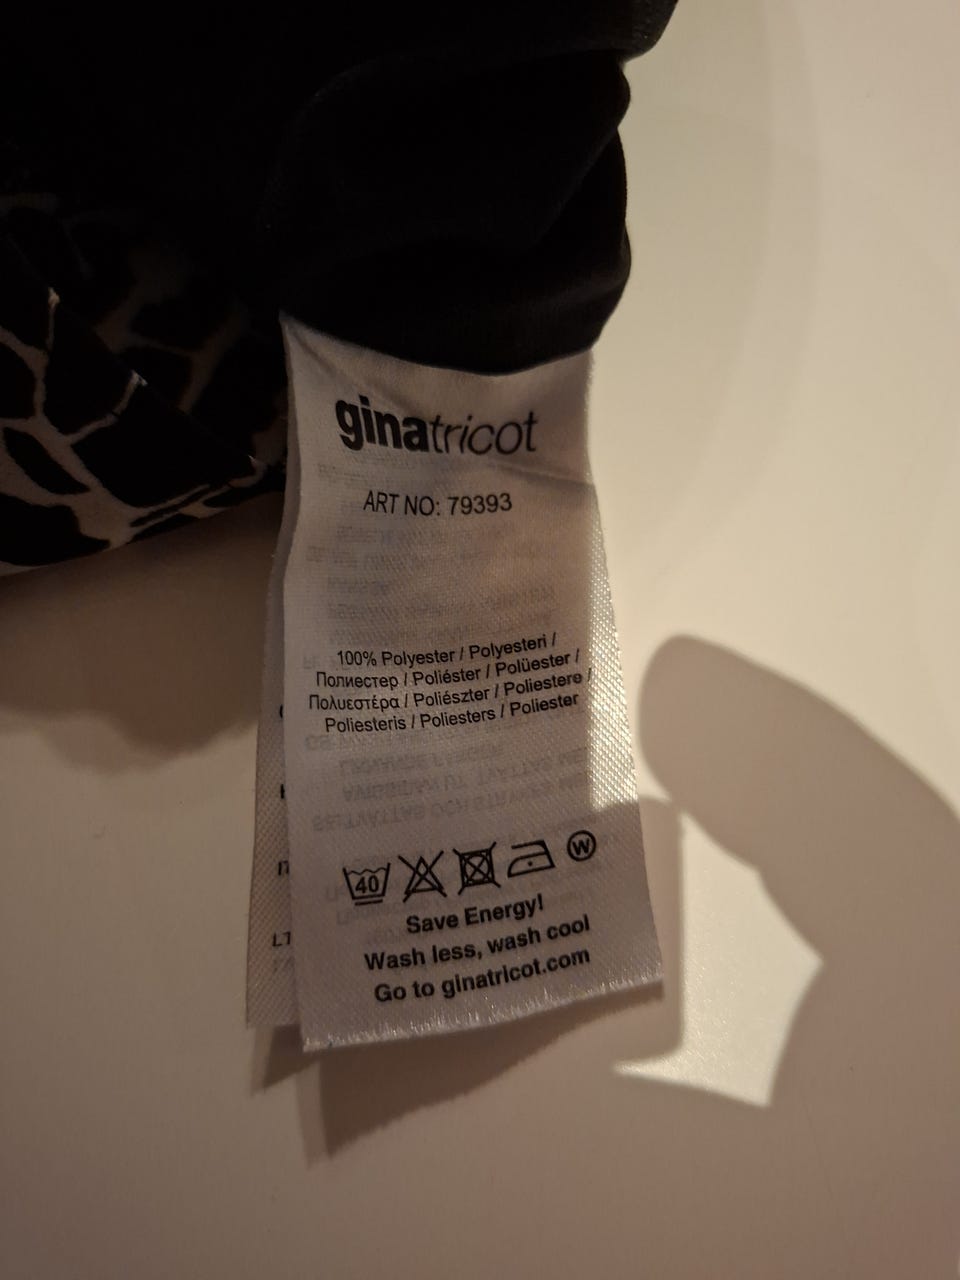 ginatricot
ART NO: 79393
100% Polyester / Polyesteri /
Полиестер / Poliéster / Polüester /
Πολυεστέρα / Poliészter / Poliestere /
Poliesteris / Poliesters / Poliester
40
W
Save Energy!
Wash less, wash cool
Go to ginatricot.com
LT